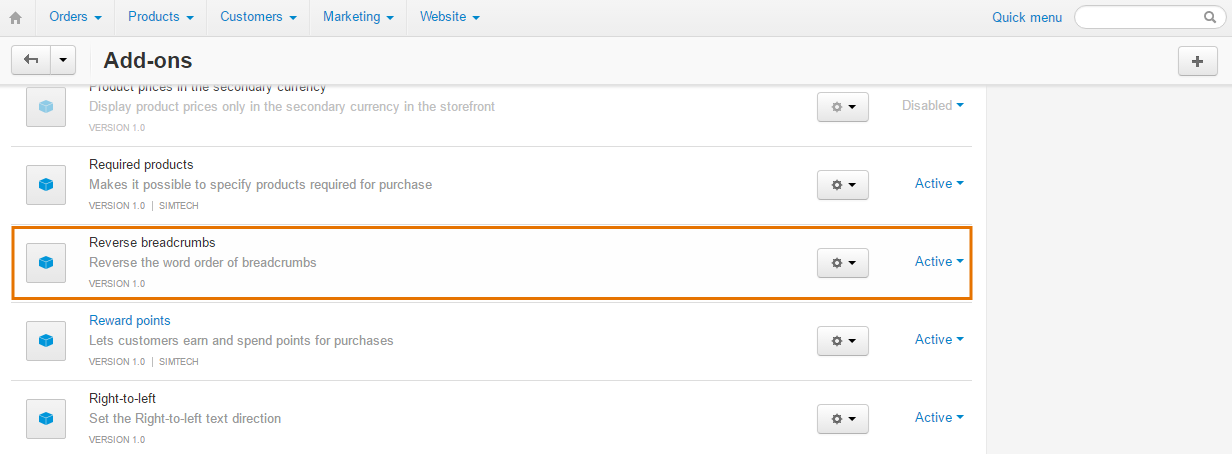 Orders Products Customers Marketing Website Quick menu
Add-ons
Product prices in the secondary currency
Display product prices only in the secondary currency in the storefront
Disabled
VERSION 1.0
Required products
Makes it possible to specify products required for purchase
Active
VERSION 1.0 | SIMTECH
Reverse breadcrumbs
Reverse the word order of breadcrumbs
Active
VERSION 1.0
Reward points
Lets customers earn and spend points for purchases
Active
VERSION 1.0 | SIMTECH
Right-to-left
Set the Right-to-left text direction
Active
VERSION 1.0